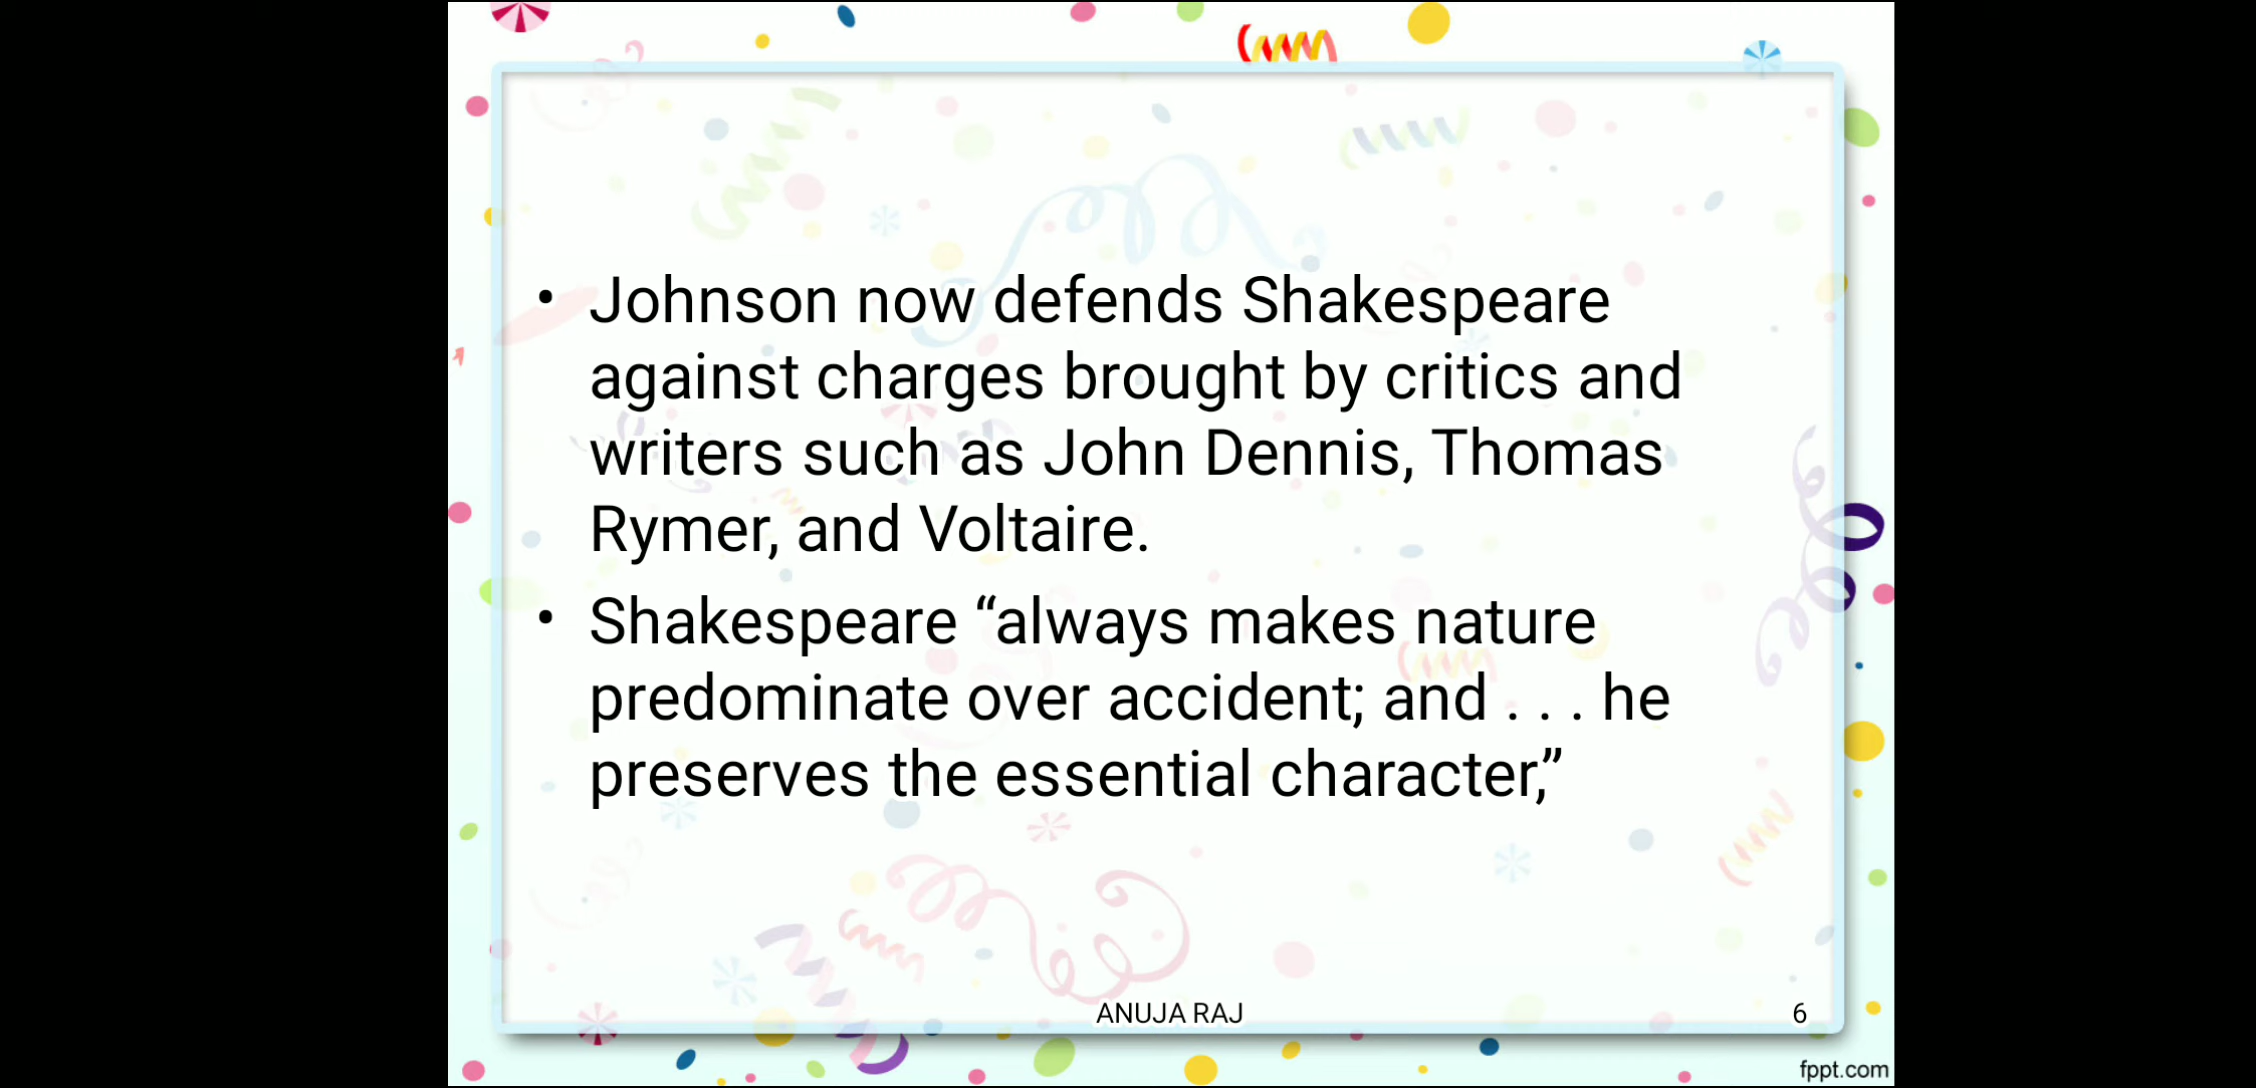 • Johnson now defends Shakespeare
against charges brought by critics and
writers such as John Dennis, Thomas
Rymer, and Voltaire.
• Shakespeare “always makes nature
predominate over accident; and . . . he
preserves the essential character,”
ANUJA RAJ
6
fppt.com